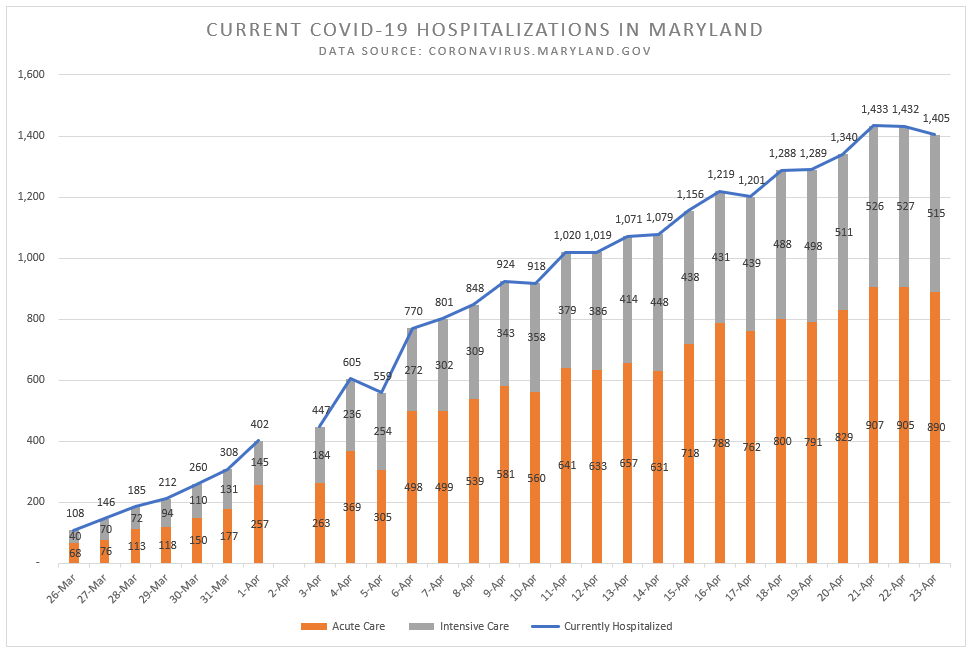 CURRENT COVID-19 HOSPITALIZATIONS IN MARYLAND
DATA SOURCE: CORONAVIRUS.MARYLAND.GOV
1,600
1,400
1,200
1,000
800
600
400
200
-
108 146 185 212 260 308 402 447 605 559 770 801 848 924 918 1,020 1,019 1,071 1,079 1,156 1,219 1,201 1,288 1,289 1,340 1,433 1,432 1,405
40 70 72 94 110 131 145 184 236 254 272 302 309 343 358 379 386 414 448 438 431 439 488 498 511 526 527 515
68 76 113 118 150 177 257 263 369 305 498 499 539 581 560 641 633 657 631 718 788 762 800 791 829 907 905 890
26-Mar 27-Mar 28-Mar 29-Mar 30-Mar 31-Mar 1-Apr 2-Apr 3-Apr 4-Apr 5-Apr 6-Apr 7-Apr 8-Apr 9-Apr 10-Apr 11-Apr 12-Apr 13-Apr 14-Apr 15-Apr 16-Apr 17-Apr 18-Apr 19-Apr 20-Apr 21-Apr 22-Apr 23-Apr
Acute Care Intensive Care Currently Hospitalized